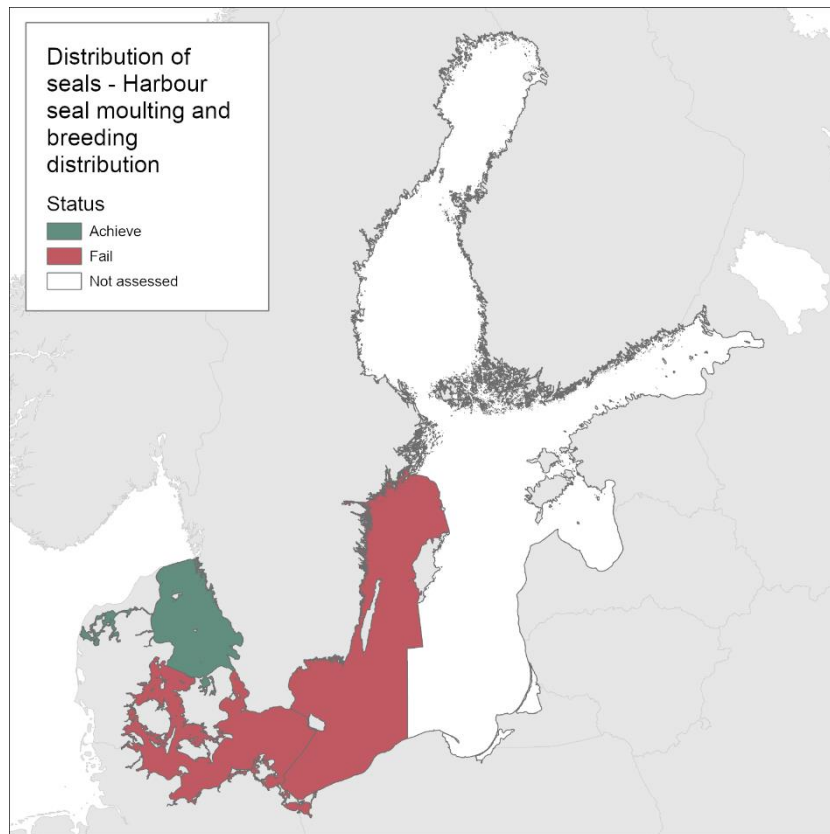 Distribution of
seals - Harbour
seal moulting and
breeding
distribution
Status
Achieve
Fail
Not assessed